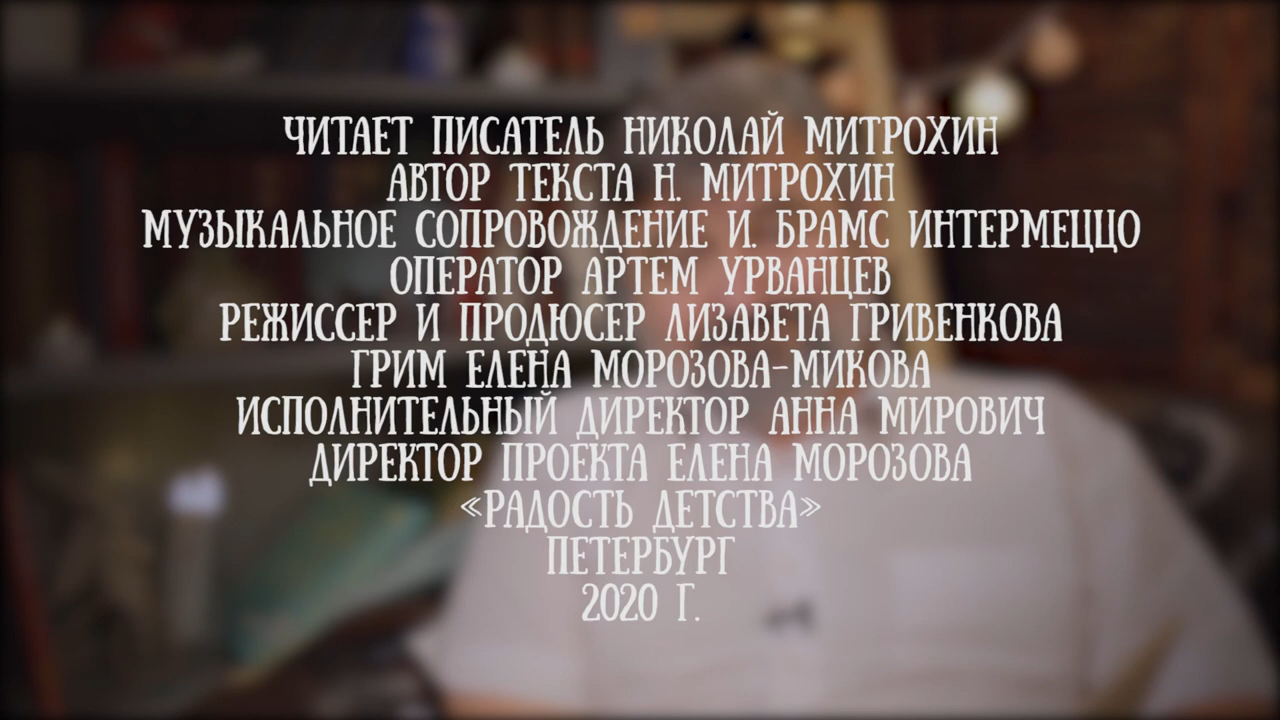 ЧИТАЕТ ПИСАТЕЛЬ НИКОЛАЙ МИТРОХИН
АВТОР ТЕКСТА Н. МИТРОХИН
МУЗЫКАЛЬНОЕ СОПРОВОЖДЕНИЕ И. БРАМС ИНТЕРМЕЦЦО
ОПЕРАТОР АРТЕМ УРВАНЦЕВ
РЕЖИССЕР И ПРОДЮСЕР ЛИЗАВЕТА ГРИВЕНКОВА
ГРИМ ЕЛЕНА МОРОЗОВА-МИКОВА
ИСПОЛНИТЕЛЬНЫЙ ДИРЕКТОР АННА МИРОВИЧ
ДИРЕКТОР ПРОЕКТА ЕЛЕНА МОРОЗОВА
«РАДОСТЬ ДЕТСТВА»
ПЕТЕРБУРГ
2020 Г.